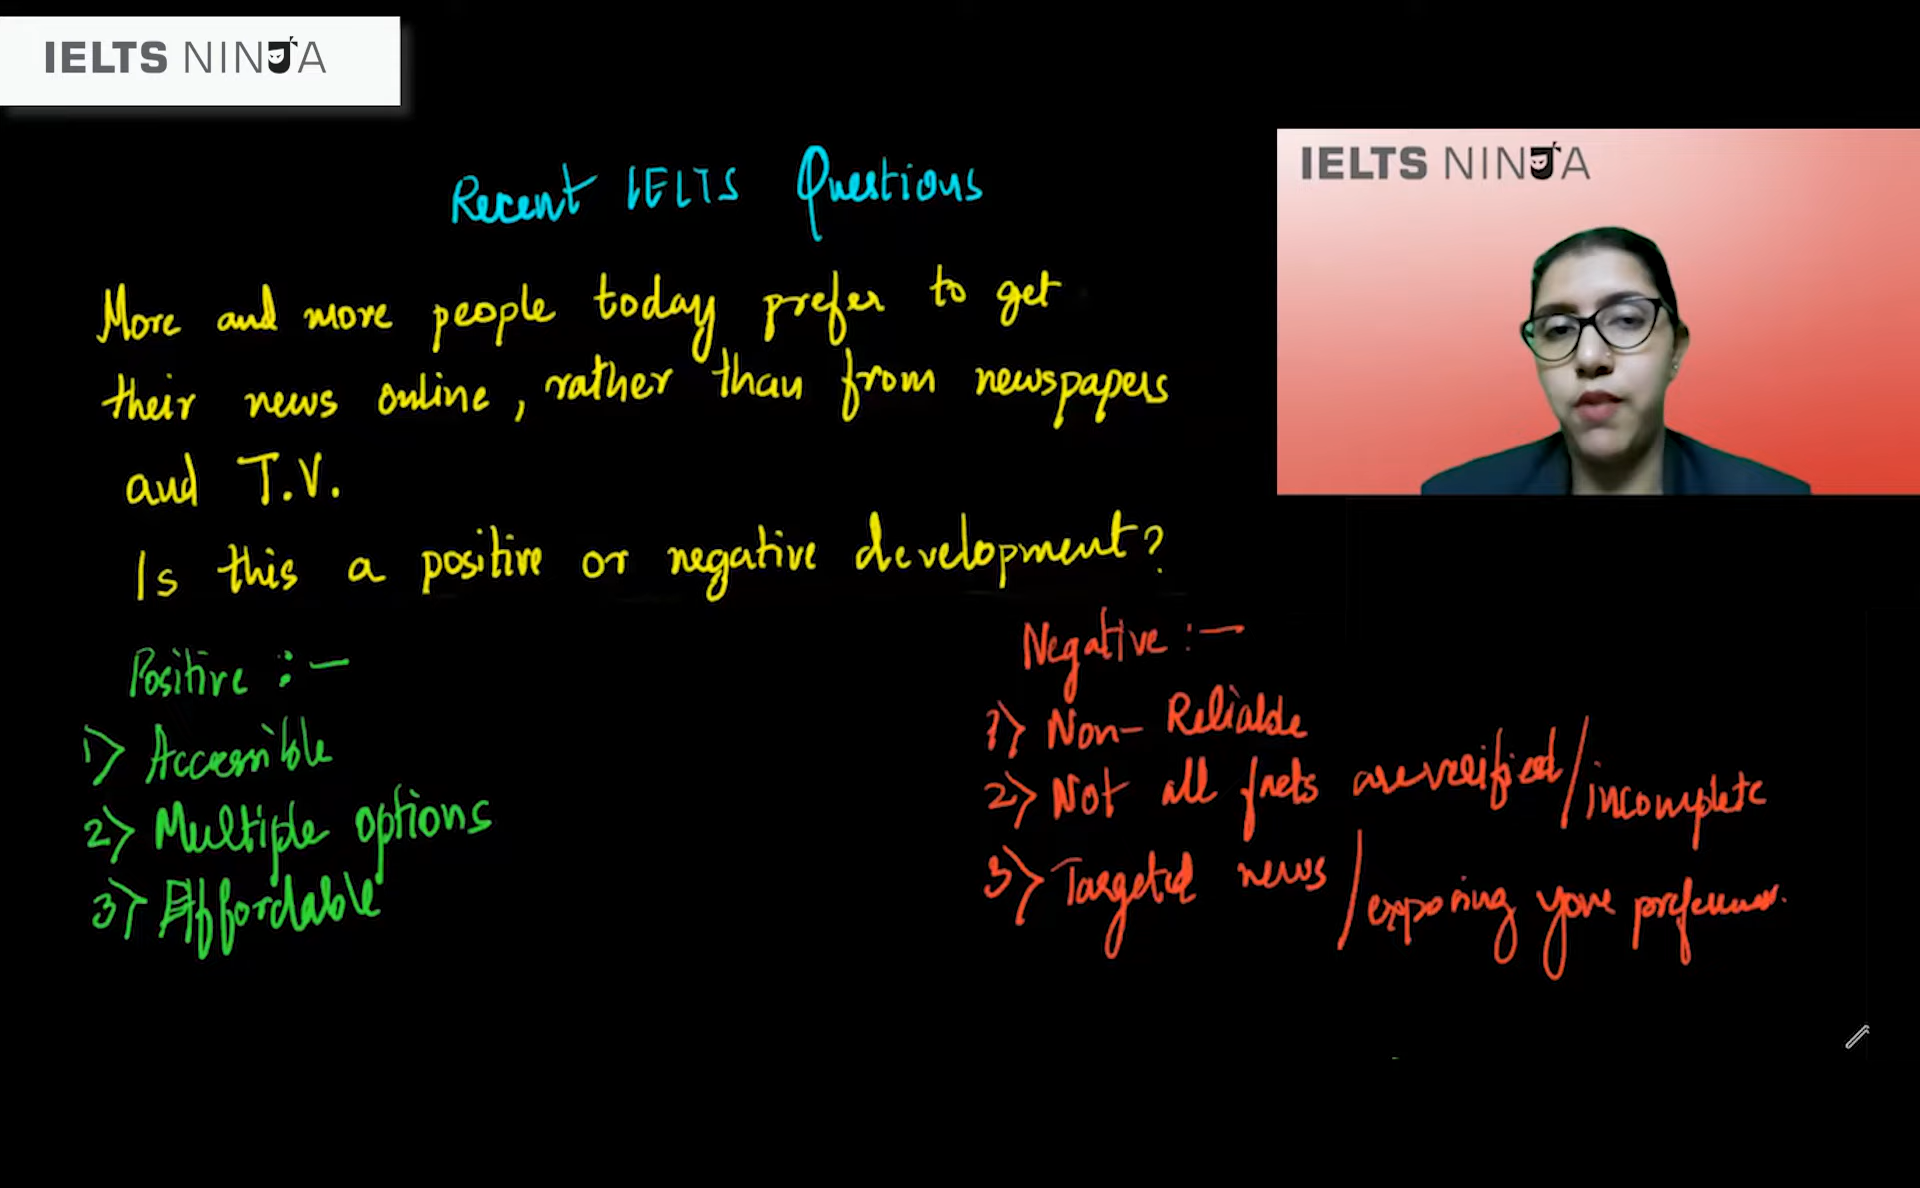 IELTS NINJA
IELTS NINJA
Recent IELTS Questions
More and more people today prefer to get
their news online, rather than from newspapers
and T.V.
Is this a positive or negative development?
Positive :-
1) Accessible
2) Multiple options
3) Affordable
Negative :-
1) Non-Reliable
2) Not all facts are verified/incomplete
3) Targeted news/exposing your preferences.